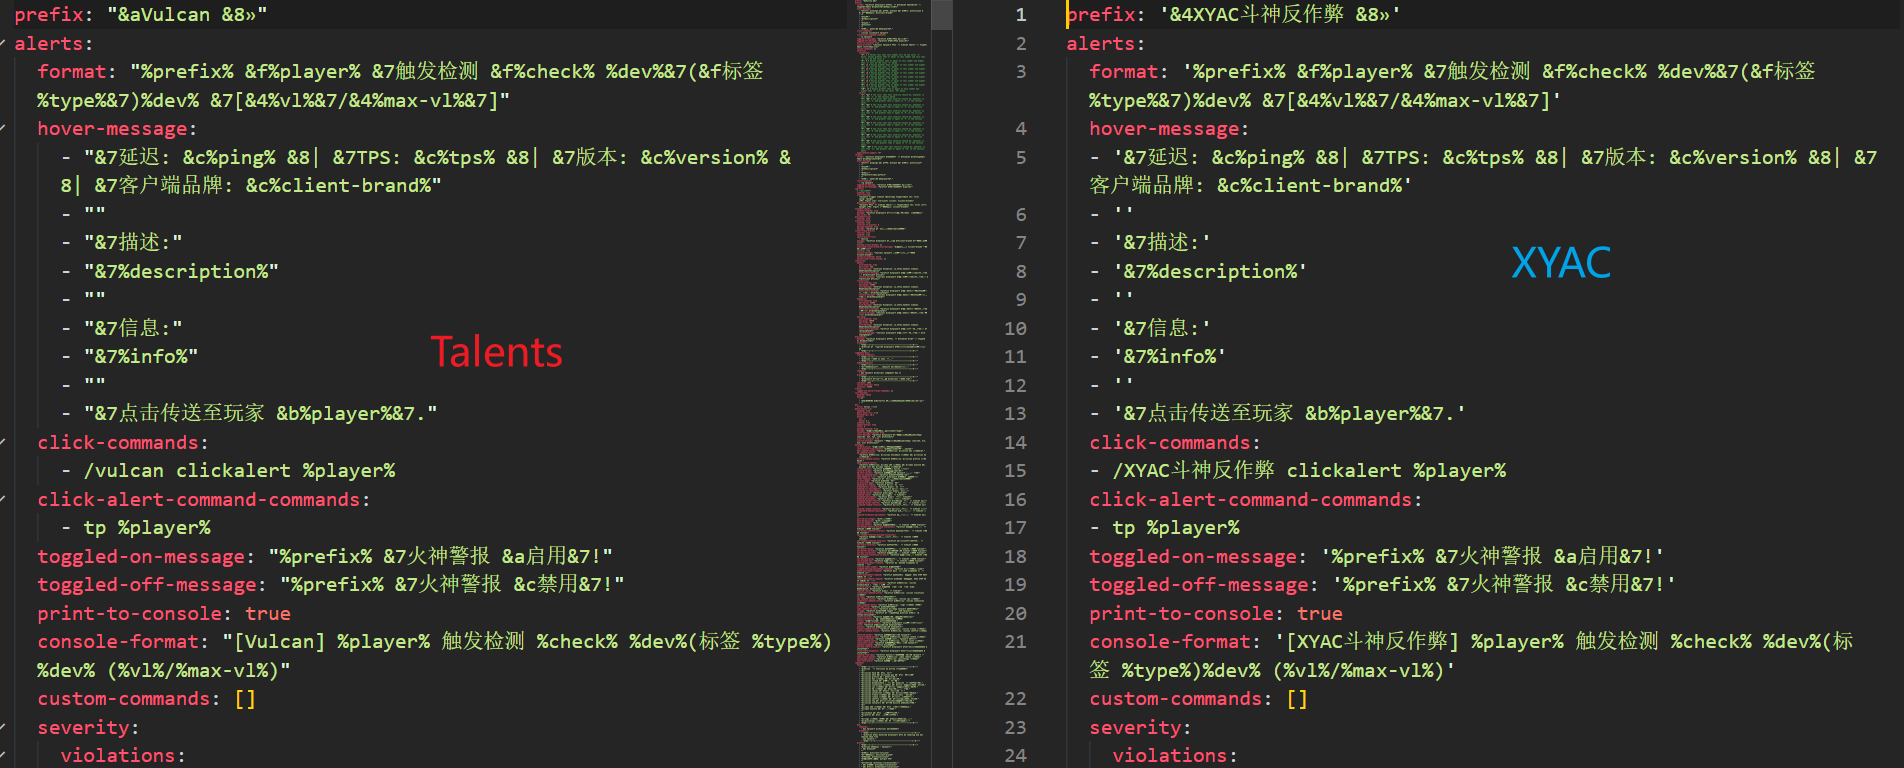 prefix: "&aVulcan &8»"
alerts:
format: "%prefix% &f%player% &7触发检测 &f%check% %dev%&7(&f标签
%type%&7)%dev% &7[&4%vl%&7/&4%max-vl%&7]"
hover-message:
- "&7延迟: &c%ping% &8| &7TPS: &c%tps% &8| &7版本: &c%version% &
8| &7客户端品牌: &c%client-brand%"
- ""
- "&7描述:"
- "&7%description%"
- ""
- "&7信息:"
- "&7%info%"
- ""
- "&7点击传送至玩家 &b%player%&7."
click-commands:
- /vulcan clickalert %player%
click-alert-command-commands:
- tp %player%
toggled-on-message: "%prefix% &7火神警报 &a启用&7!"
toggled-off-message: "%prefix% &7火神警报 &c禁用&7!"
print-to-console: true
console-format: "[Vulcan] %player% 触发检测 %check% %dev%(标签 %type%)
%dev% (%vl%/%max-vl%)"
custom-commands: []
severity:
violations:
Talents
1 prefix: '&4XYAC斗神反作弊 &8»'
2 alerts:
3 format: '%prefix% &f%player% &7触发检测 &f%check% %dev%&7(&f标签
%type%&7)%dev% &7[&4%vl%&7/&4%max-vl%&7]'
4 hover-message:
5 - '&7延迟: &c%ping% &8| &7TPS: &c%tps% &8| &7版本: &c%version% &8| &7
客户端品牌: &c%client-brand%'
6 - ''
7 - '&7描述:'
8 - '&7%description%'
9 - ''
10 - '&7信息:'
11 - '&7%info%'
12 - ''
13 - '&7点击传送至玩家 &b%player%&7.'
14 click-commands:
15 - /XYAC斗神反作弊 clickalert %player%
16 click-alert-command-commands:
17 - tp %player%
18 toggled-on-message: '%prefix% &7火神警报 &a启用&7!'
19 toggled-off-message: '%prefix% &7火神警报 &c禁用&7!'
20 print-to-console: true
21 console-format: '[XYAC斗神反作弊] %player% 触发检测 %check% %dev%(标
签 %type%)%dev% (%vl%/%max-vl%)'
22 custom-commands: []
23 severity:
24 violations:
XYAC